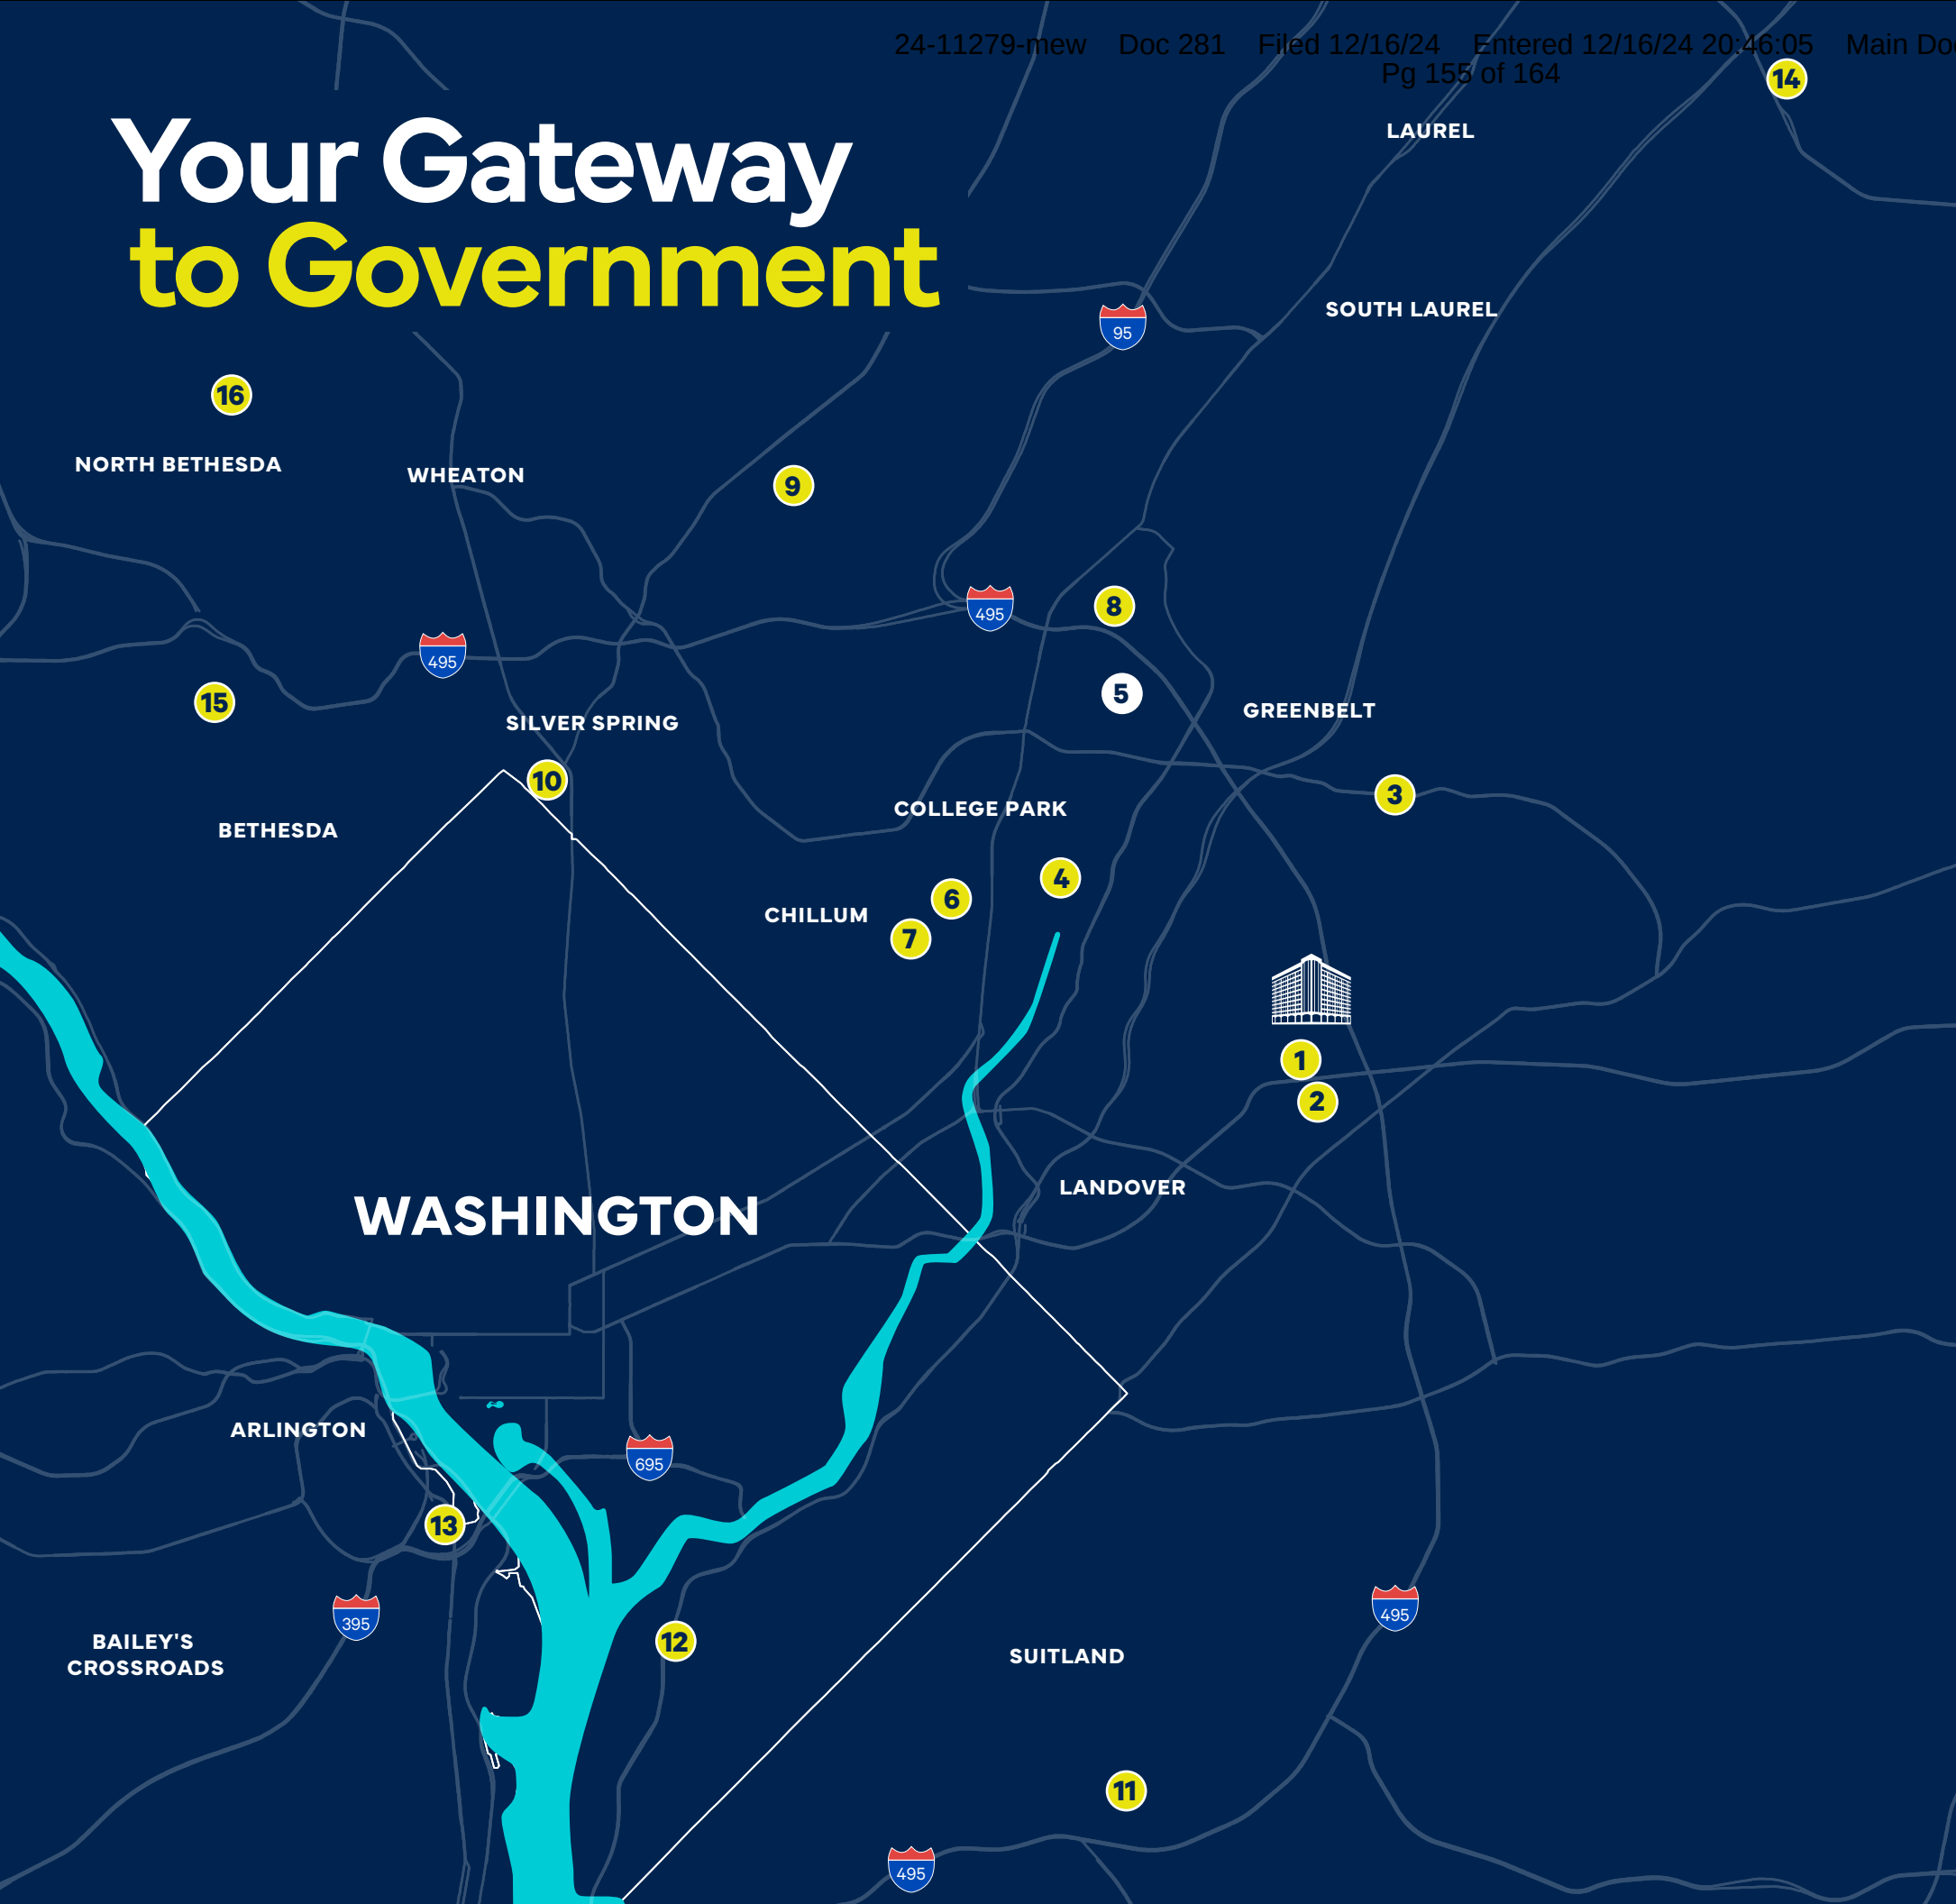 24-11279-mew Doc 281 Filed 12/16/24 Entered 12/16/24 20:46:05 Main Doc
Pg 155 of 164
14
LAUREL
Your Gateway
to Government
SOUTH LAUREL
95
16
NORTH BETHESDA
WHEATON
9
495
8
495
5
15
GREENBELT
SILVER SPRING
10
3
COLLEGE PARK
BETHESDA
4
6
CHILLUM
7
1
2
LANDOVER
WASHINGTON
ARLINGTON
695
13
395
495
12
BAILEY'S
CROSSROADS
SUITLAND
11
495